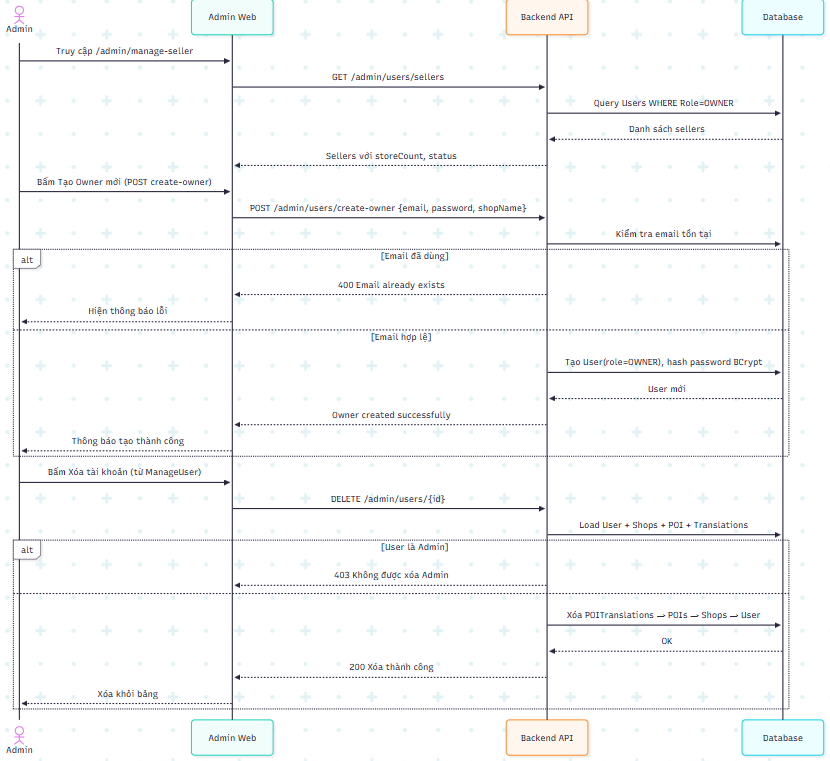 Admin
Admin Web
Backend API
Database
Truy cập /admin/manage-seller
GET /admin/users/sellers
Query Users WHERE Role=OWNER
Danh sách sellers
Sellers với storeCount, status
Bấm Tạo Owner mới (POST create-owner)
POST /admin/users/create-owner {email, password, shopName}
Kiểm tra email tồn tại
alt
[Email đã dùng]
400 Email already exists
Hiện thông báo lỗi
[Email hợp lệ]
Tạo User(role=OWNER), hash password BCrypt
User mới
Owner created successfully
Thông báo tạo thành công
Bấm Xóa tài khoản (từ ManageUser)
DELETE /admin/users/{id}
Load User + Shops + POI + Translations
alt
[User là Admin]
403 Không được xóa Admin
Xóa POITranslations → POIs → Shops → User
OK
200 Xóa thành công
Xóa khỏi bảng
Admin
Admin Web
Backend API
Database